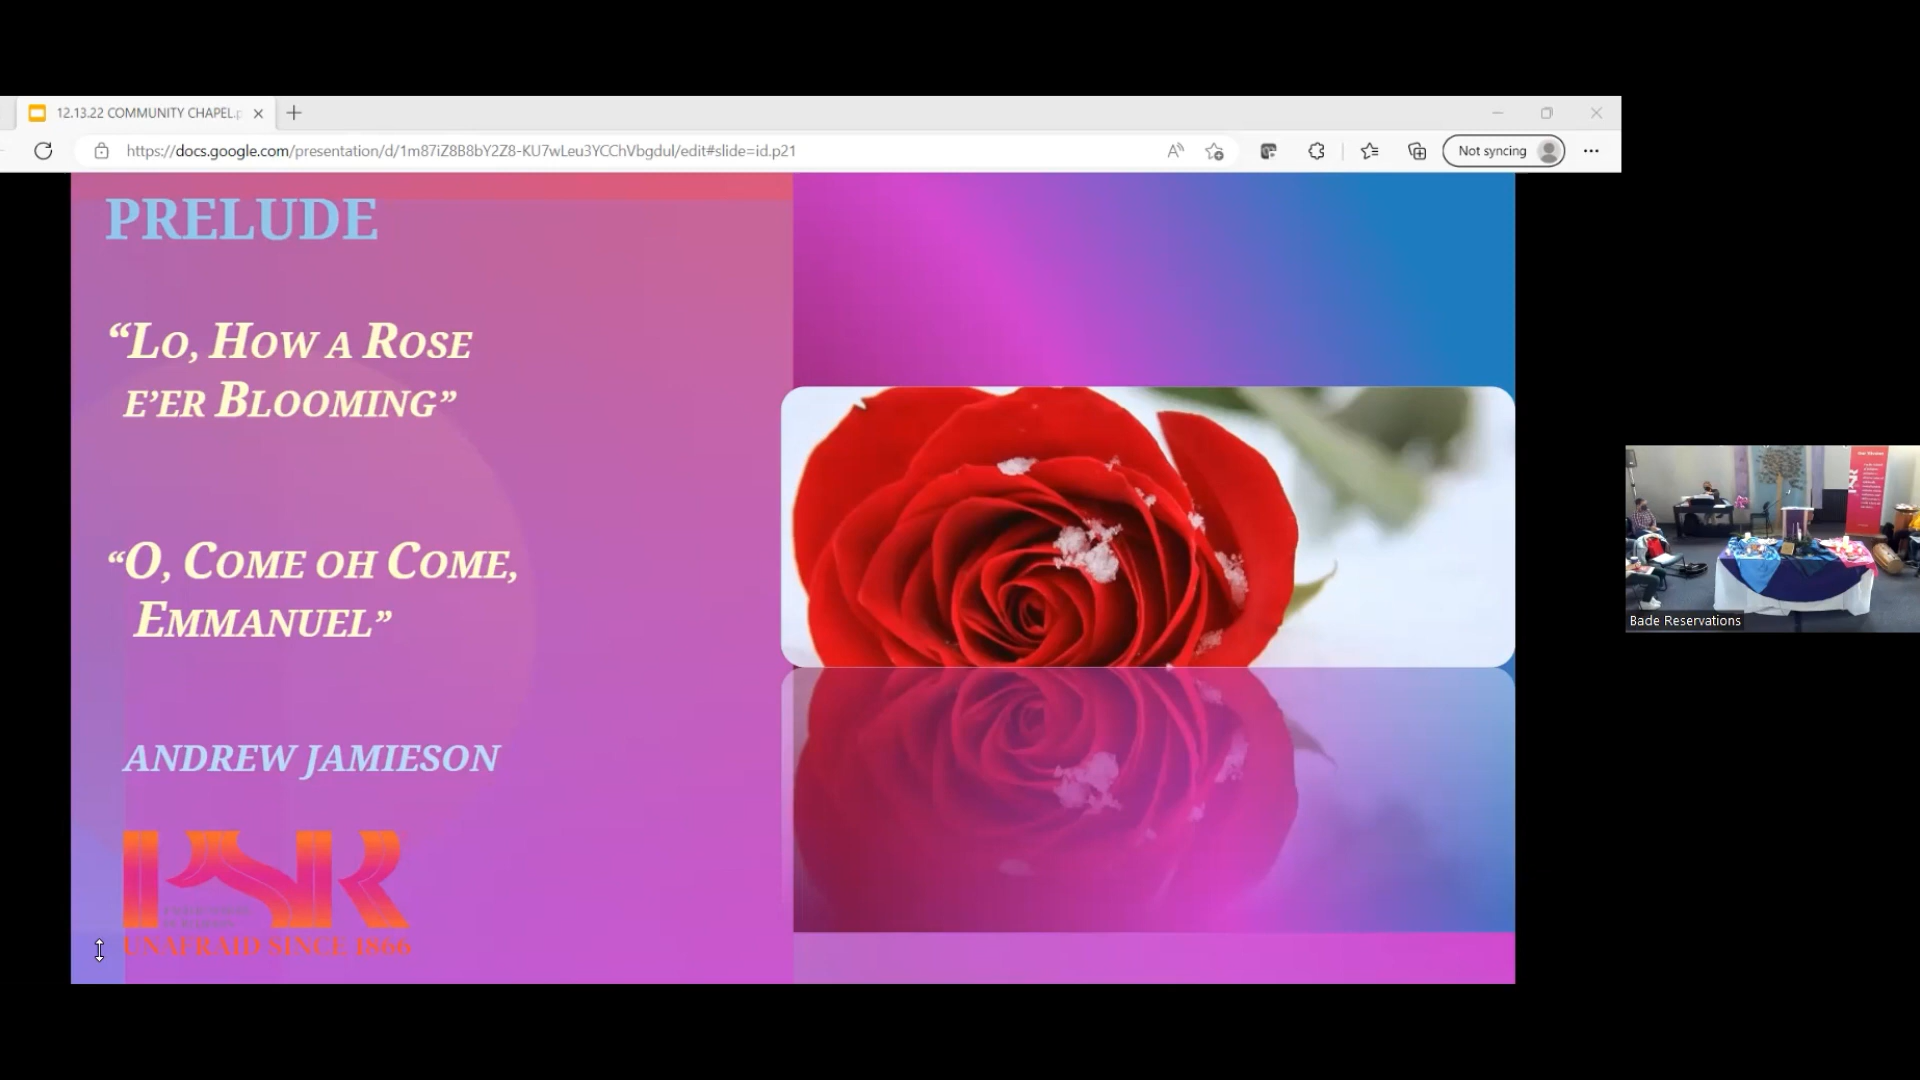 12.13.22 COMMUNITY CHAPEL.p
https://docs.google.com/presentation/d/1m87iZ8B8bY2Z8-KU7wLeu3YCChVbgdul/edit#slide=id.p21
Not syncing
PRELUDE
“LO, HOW A ROSE
E’ER BLOOMING”
“O, COME OH COME,
EMMANUEL”
ANDREW JAMIESON
PSR
UNAFRAID SINCE 1866
Bade Reservations